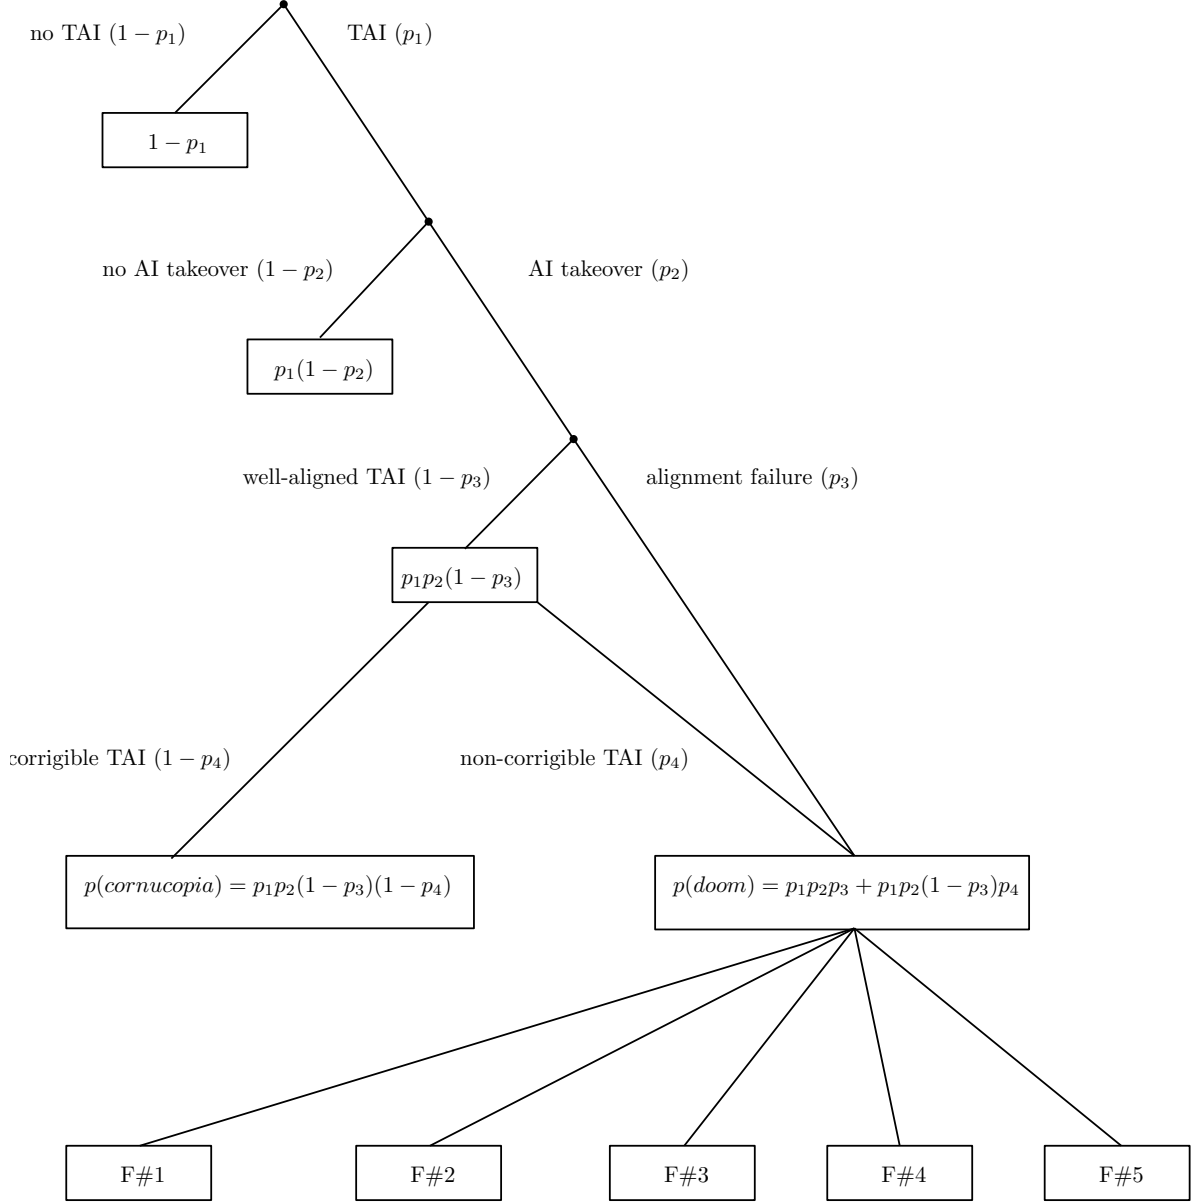 no TAI (1 − p₁)
TAI (p₁)
1 − p₁
no AI takeover (1 − p₂)
AI takeover (p₂)
p₁(1 − p₂)
well-aligned TAI (1 − p₃)
alignment failure (p₃)
p₁p₂(1 − p₃)
corrigible TAI (1 − p₄)
non-corrigible TAI (p₄)
p(cornucopia) = p₁p₂(1 − p₃)(1 − p₄)
p(doom) = p₁p₂p₃ + p₁p₂(1 − p₃)p₄
F#1
F#2
F#3
F#4
F#5